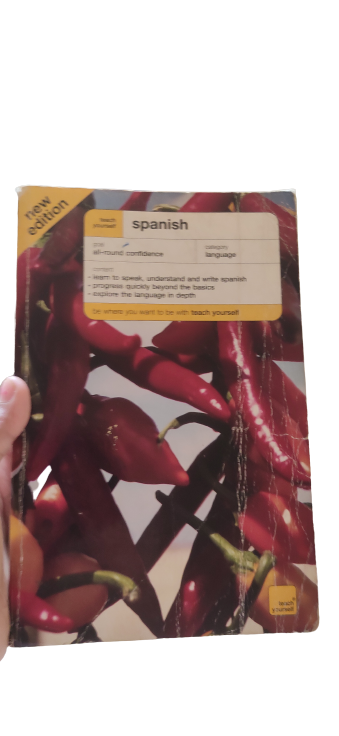 new
edition
teach
yourself
spanish
goal
all-round confidence
category
language
content
• learn to speak, understand and write spanish
• progress quickly beyond the basics
• explore the language in depth
be where you want to be with teach yourself
teach
yourself